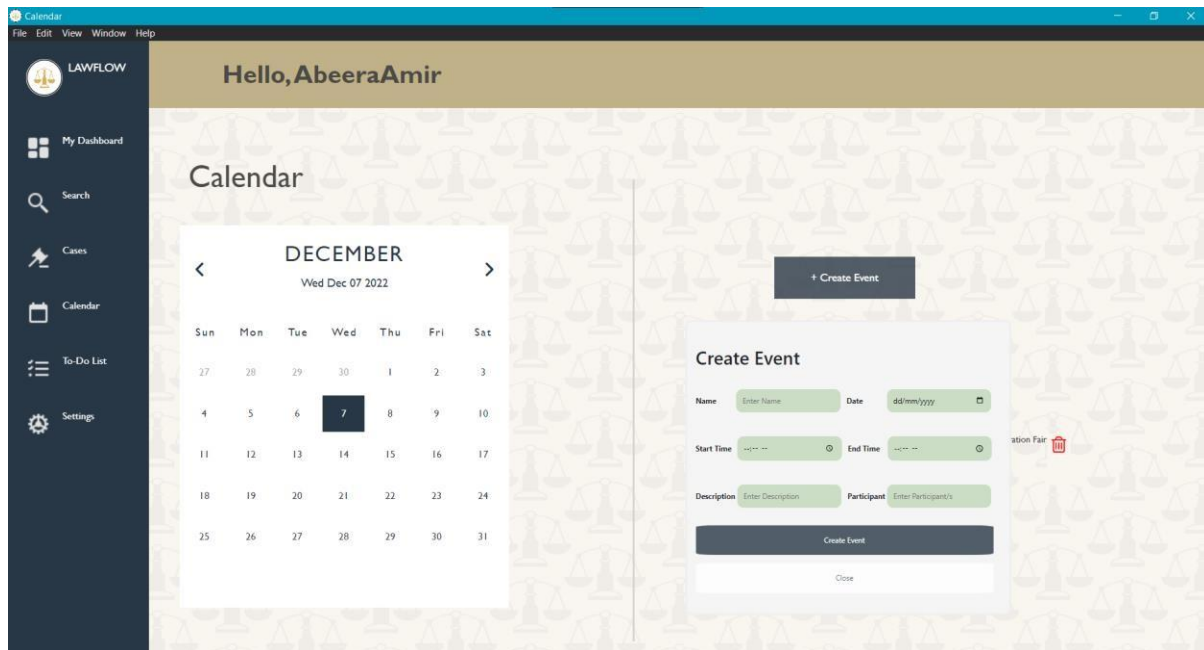 Calendar
File Edit View Window Help
LAWFLOW
Hello,AbeeraAmir
My Dashboard
Search
Cases
Calendar
To-Do List
Settings
Calendar
DECEMBER
Wed Dec 07 2022
Sun Mon Tue Wed Thu Fri Sat
27 28 29 30 1 2 3
4 5 6 7 8 9 10
11 12 13 14 15 16 17
18 19 20 21 22 23 24
25 26 27 28 29 30 31
+ Create Event
Create Event
Name Enter Name Date dd/mm/yyyy
Start Time --:-- -- End Time --:-- --
Description Enter Description Participant Enter Participant/s
Create Event
Close
ation Fair